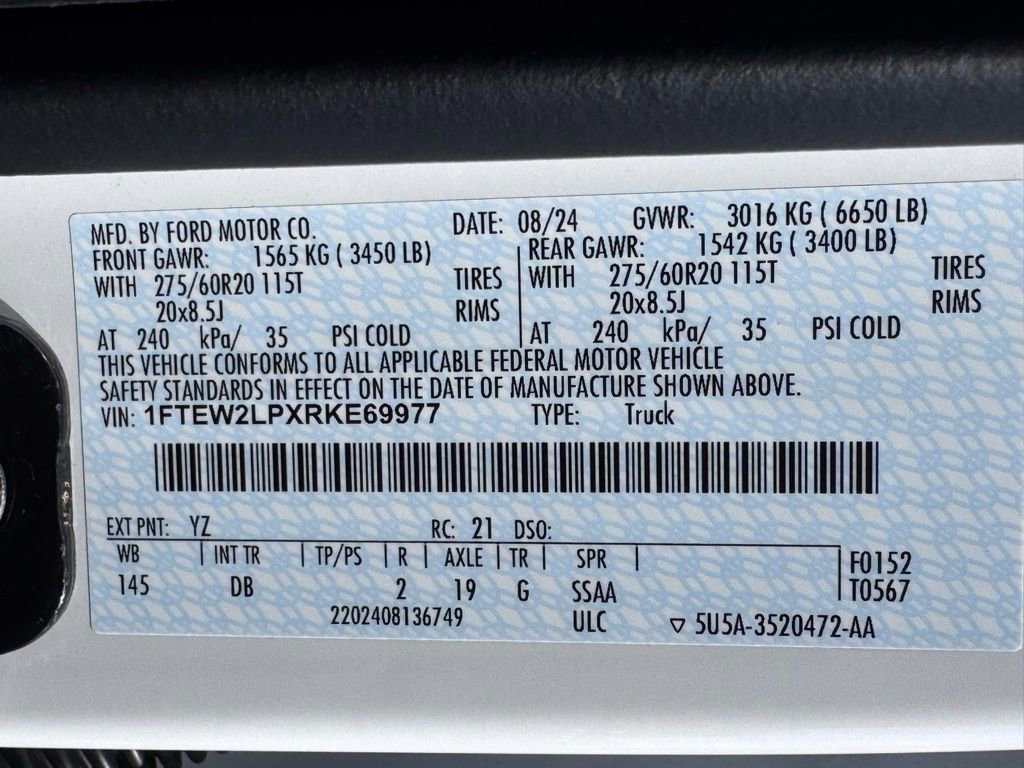 MFD. BY FORD MOTOR CO. DATE: 08/24 GVWR: 3016 KG ( 6650 LB)
FRONT GAWR: 1565 KG ( 3450 LB) REAR GAWR: 1542 KG ( 3400 LB)
WITH 275/60R20 115T TIRES WITH 275/60R20 115T TIRES
20x8.5J RIMS 20x8.5J RIMS
AT 240 kPa/ 35 PSI COLD AT 240 kPa/ 35 PSI COLD
THIS VEHICLE CONFORMS TO ALL APPLICABLE FEDERAL MOTOR VEHICLE
SAFETY STANDARDS IN EFFECT ON THE DATE OF MANUFACTURE SHOWN ABOVE.
VIN: 1FTEW2LPXRKE69977 TYPE: Truck
EXT PNT: YZ RC: 21 DSO:
WB INT TR TP/PS R AXLE TR SPR F0152
145 DB 2 19 G SSAA T0567
2202408136749 ULC ▽ 5U5A-3520472-AA